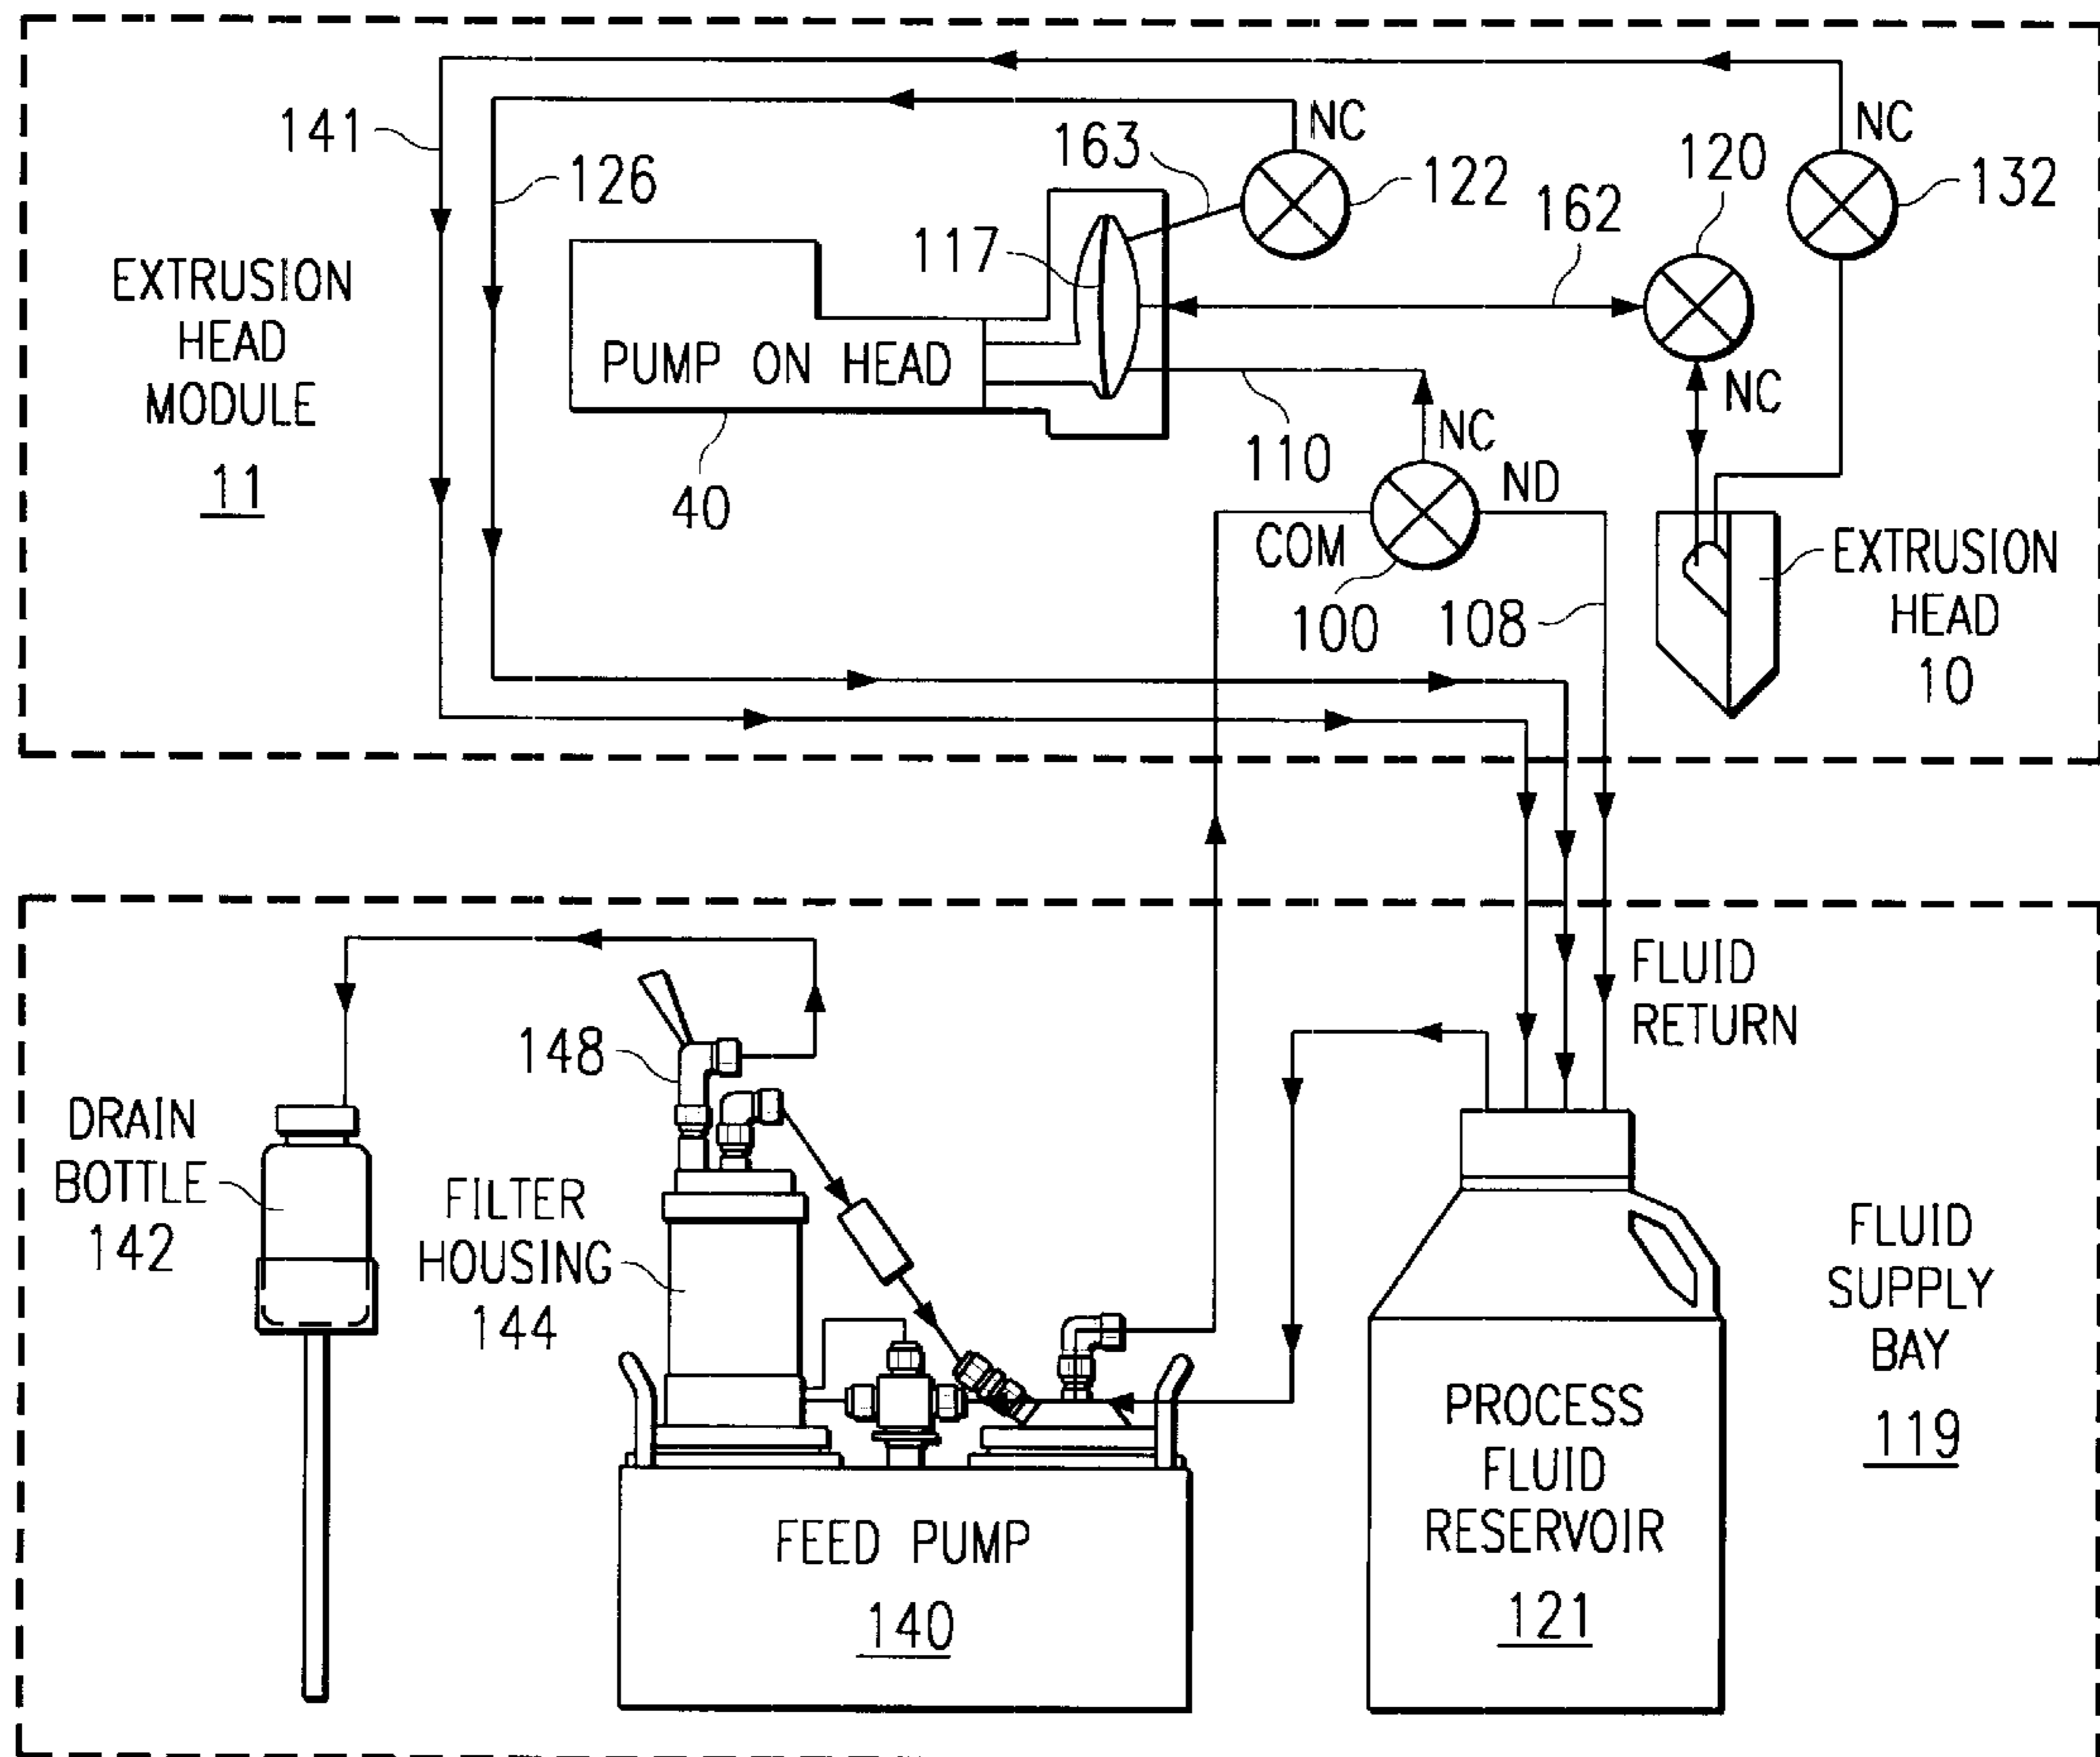 141
126
163
NC
122
NC
120
132
162
117
EXTRUSION
HEAD
MODULE
11
PUMP ON HEAD
40
110
NC
NC
ND
COM
100
108
EXTRUSION
HEAD
10
FLUID
RETURN
148
DRAIN
BOTTLE
142
FILTER
HOUSING
144
FEED PUMP
140
PROCESS
FLUID
RESERVOIR
121
FLUID
SUPPLY
BAY
119